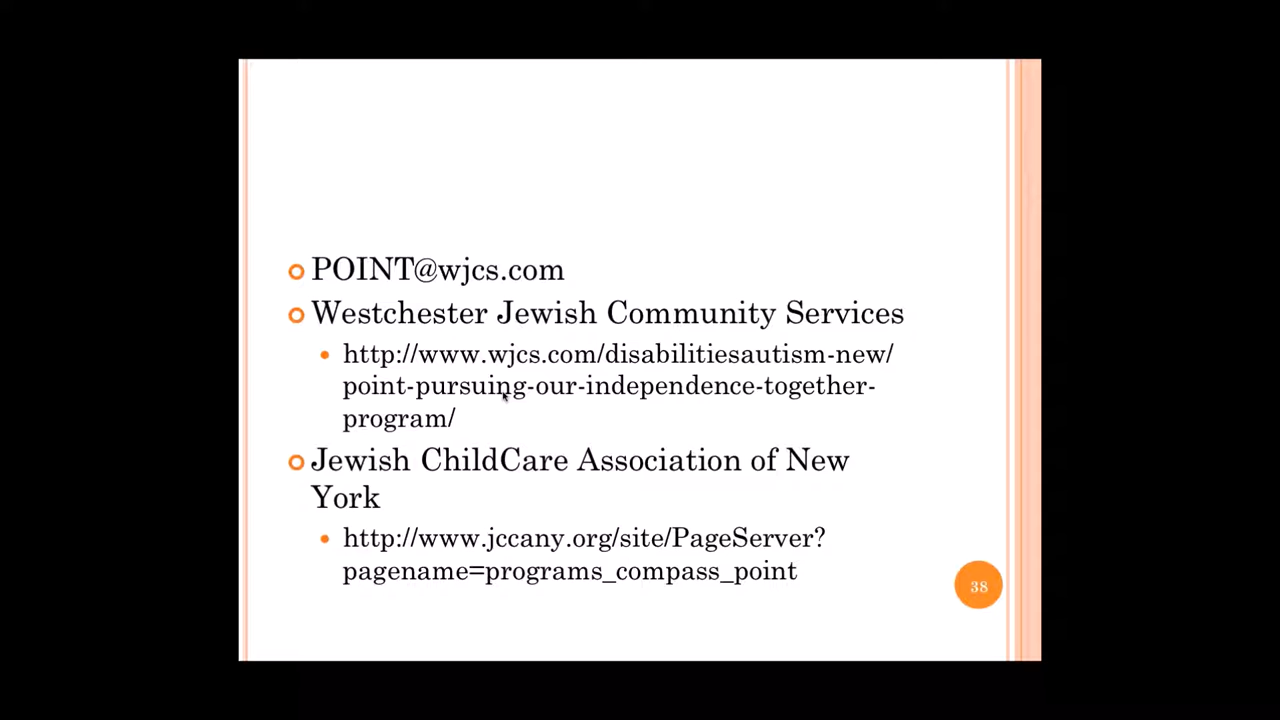 POINT@wjcs.com
Westchester Jewish Community Services
http://www.wjcs.com/disabilitiesautism-new/
point-pursuing-our-independence-together-
program/
Jewish ChildCare Association of New
York
http://www.jccany.org/site/PageServer?
pagename=programs_compass_point
38